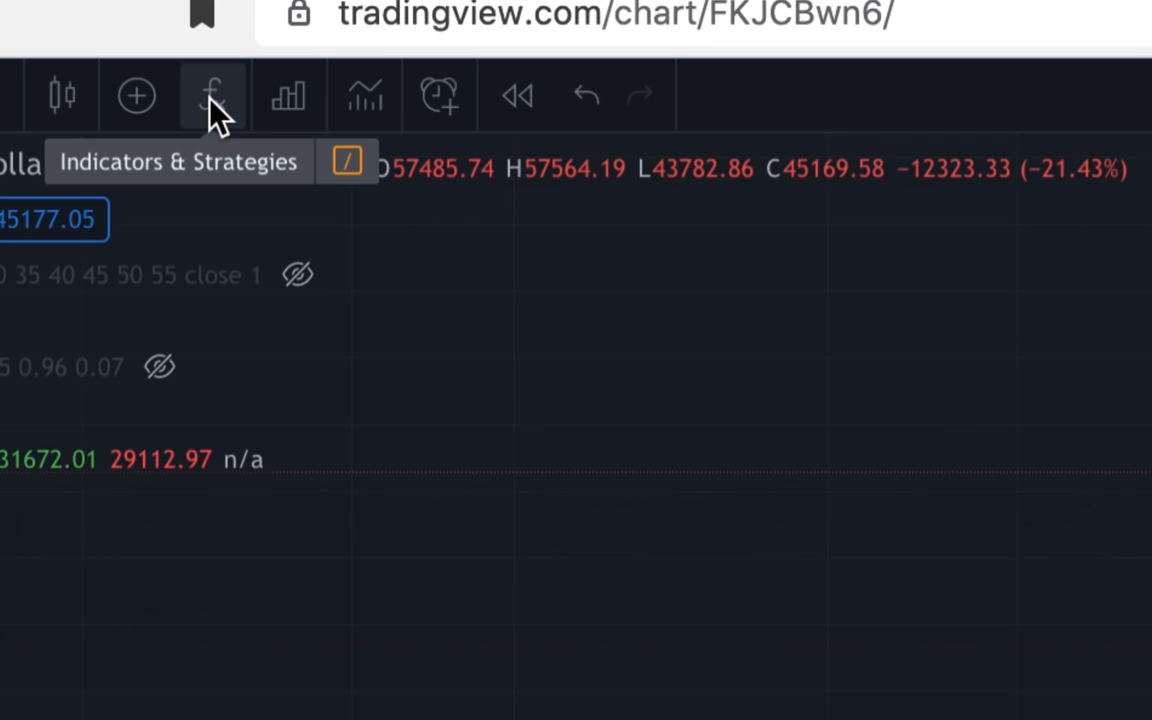 tradingview.com/chart/FKJCBwn6/
Indicators & Strategies /
57485.74 H57564.19 L43782.86 C45169.58 −12323.33 (−21.43%)
45177.05
35 40 45 50 55 close 1
0.96 0.07
31672.01 29112.97 n/a